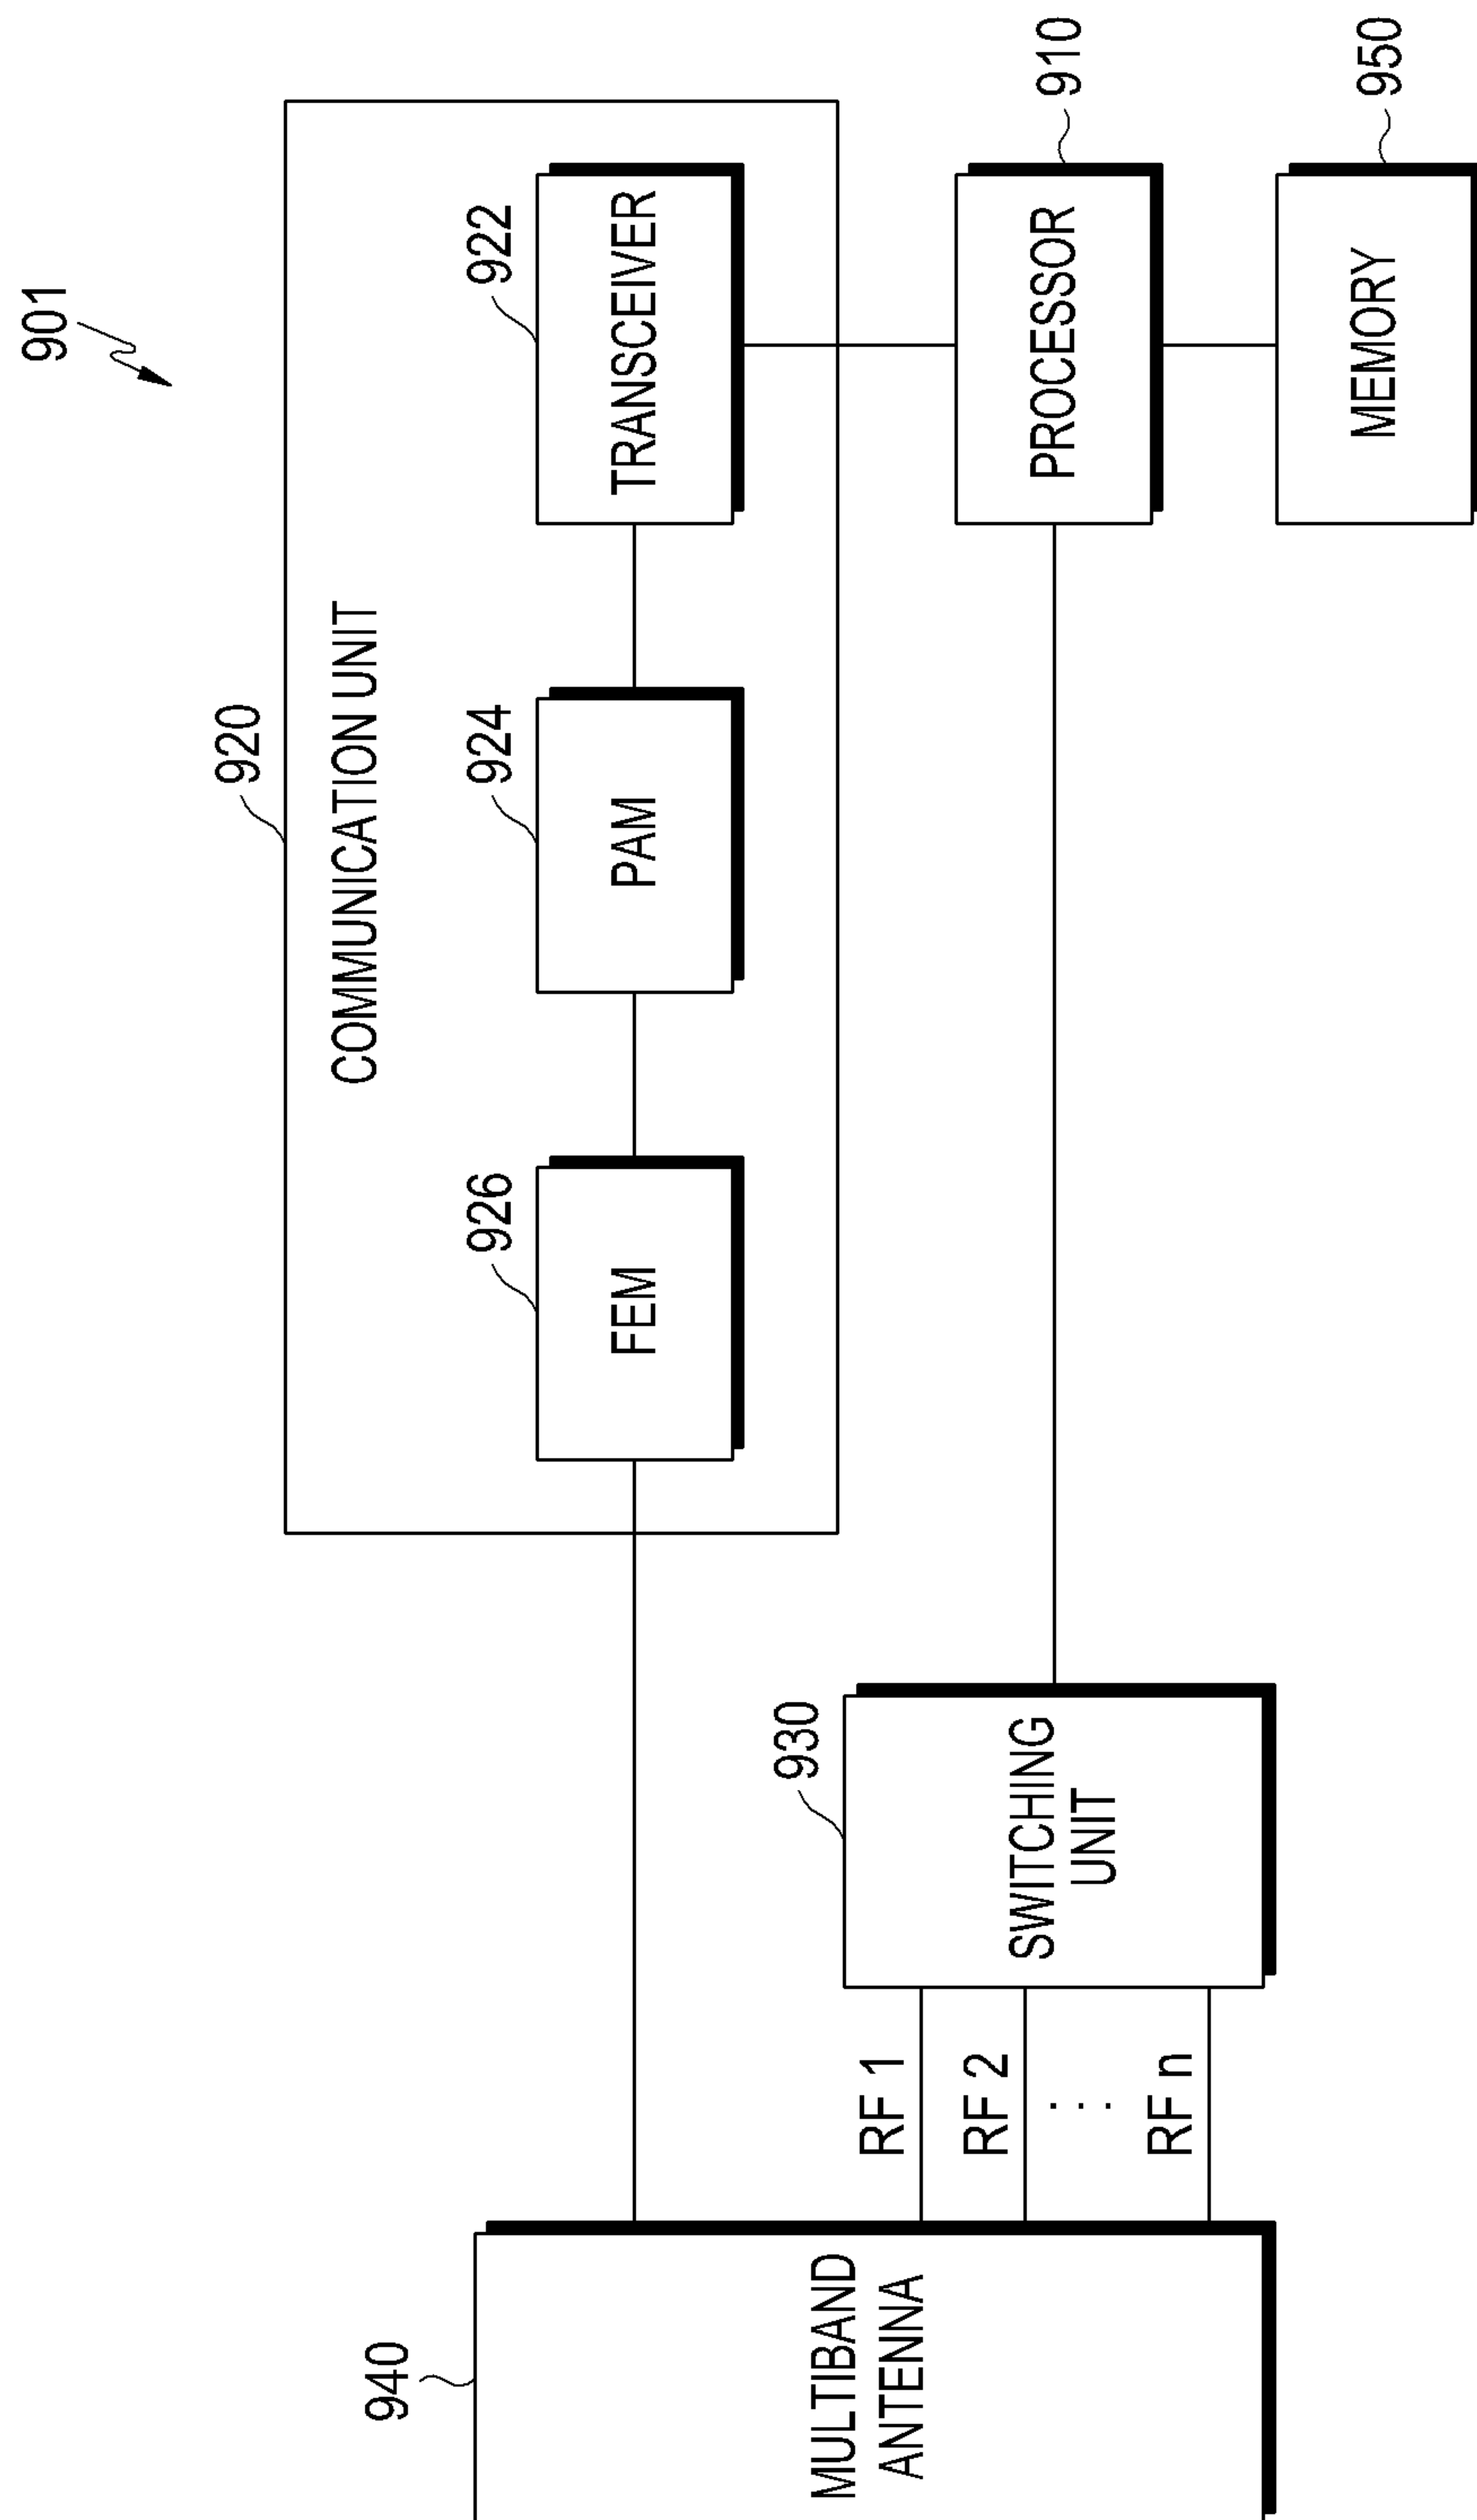 901
920
COMMUNICATION UNIT
940
926
924
922
FEM
PAM
TRANSCEIVER
930
MULTIBAND
ANTENNA
RF 1
RF 2
...
RF n
SWITCHING
UNIT
PROCESSOR
910
MEMORY
950